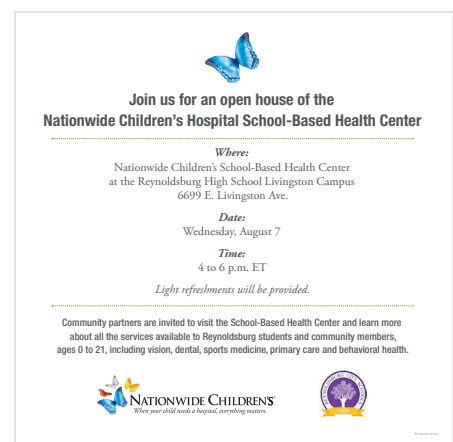 Join us for an open house of the
Nationwide Children's Hospital School-Based Health Center
Where:
Nationwide Children's School-Based Health Center
at the Reynoldsburg High School Livingston Campus
6699 E. Livingston Ave.
Date:
Wednesday, August 7
Time:
4 to 6 p.m. ET
Light refreshments will be provided.
Community partners are invited to visit the School-Based Health Center and learn more
about all the services available to Reynoldsburg students and community members,
ages 0 to 21, including vision, dental, sports medicine, primary care and behavioral health.
NATIONWIDE CHILDREN'S
When your child needs a hospital, everything matters.
REYNOLDSBURG CITY SCHOOLS